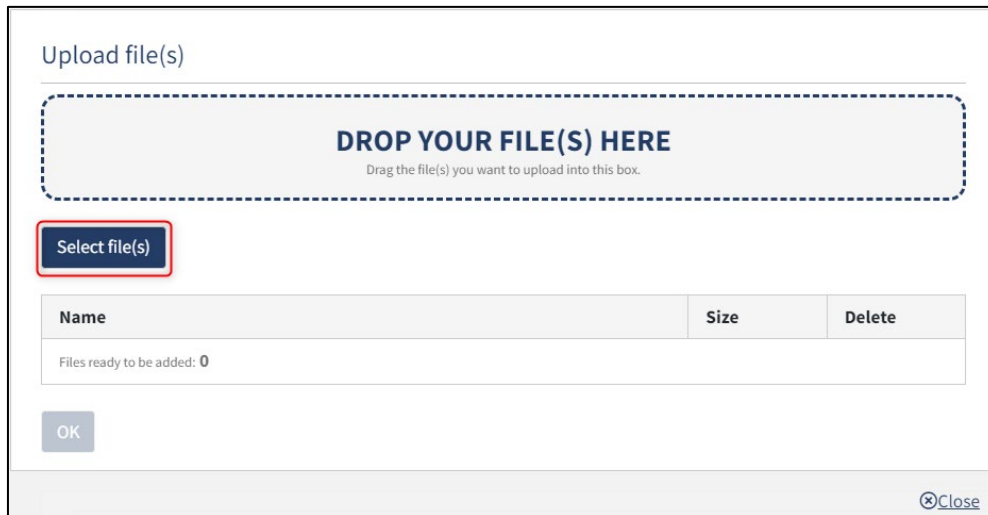 Upload file(s)
DROP YOUR FILE(S) HERE
Drag the file(s) you want to upload into this box.
Select file(s)
Name Size Delete
Files ready to be added: 0
OK
Close